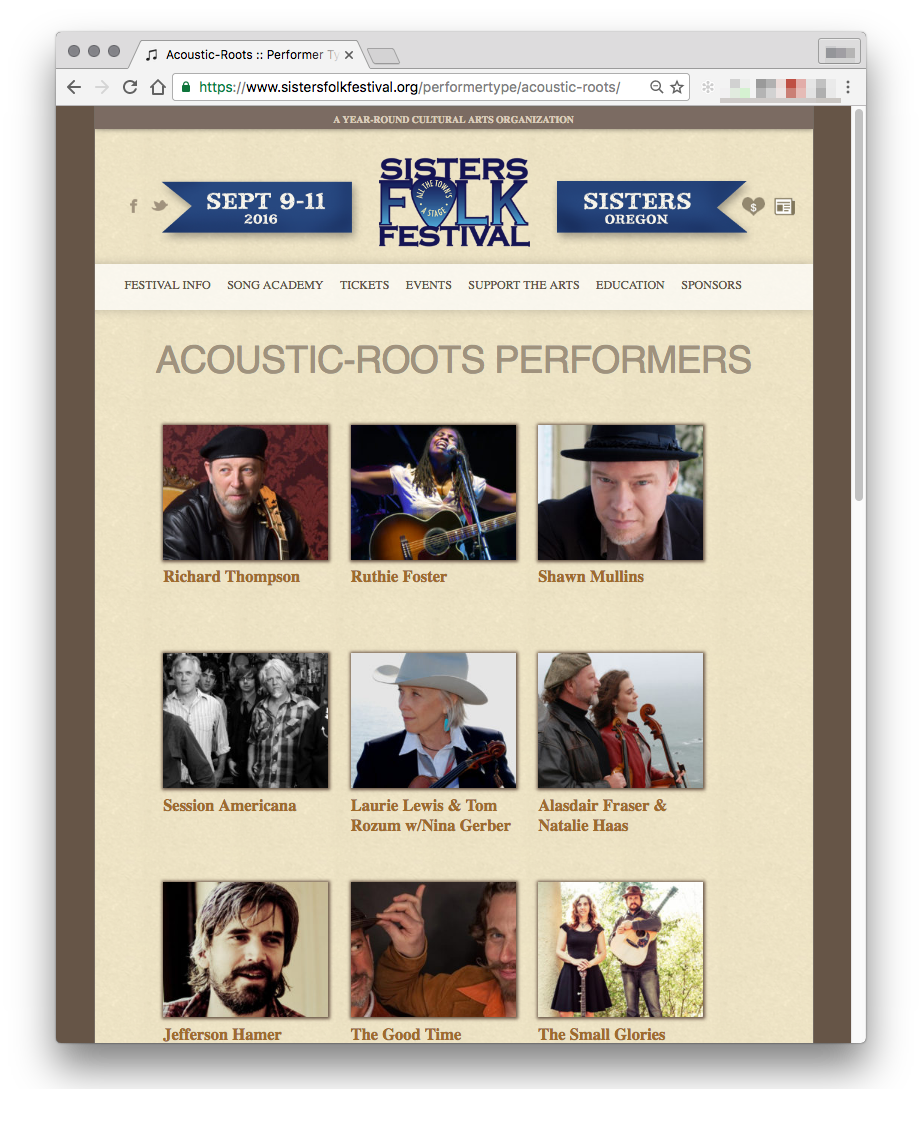 Acoustic-Roots :: Performer Ty
https://www.sistersfolkfestival.org/performertype/acoustic-roots/
A YEAR-ROUND CULTURAL ARTS ORGANIZATION
SEPT 9-11
2016
SISTERS
FOLK
ALL THE TOWN'S
A STAGE
FESTIVAL
SISTERS
OREGON
FESTIVAL INFO SONG ACADEMY TICKETS EVENTS SUPPORT THE ARTS EDUCATION SPONSORS
ACOUSTIC-ROOTS PERFORMERS
Richard Thompson
Ruthie Foster
Shawn Mullins
Session Americana
Laurie Lewis & Tom
Rozum w/Nina Gerber
Alasdair Fraser &
Natalie Haas
Jefferson Hamer
The Good Time
The Small Glories